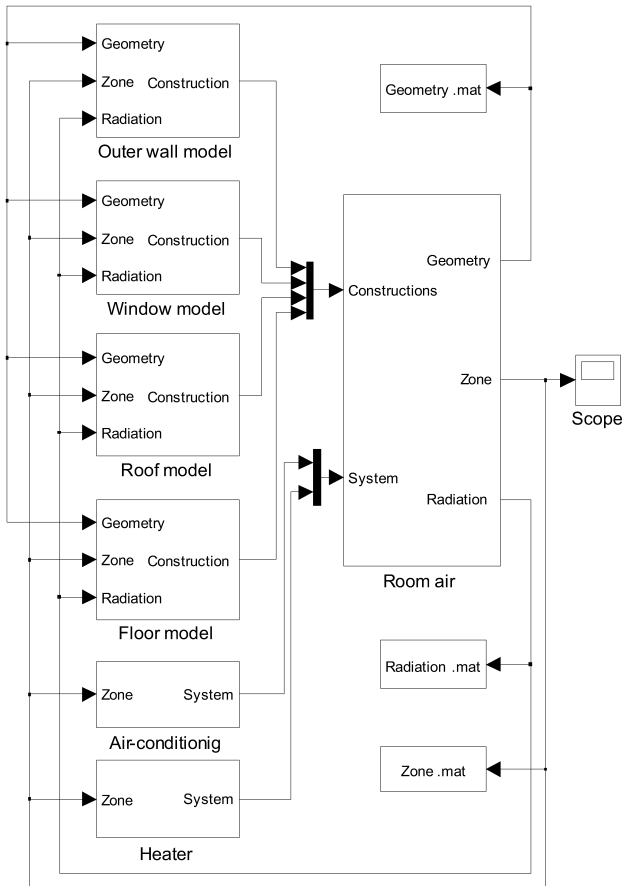 Geometry
Zone Construction
Radiation
Outer wall model
Geometry
Zone Construction
Radiation
Window model
Geometry
Zone Construction
Radiation
Roof model
Geometry
Zone Construction
Radiation
Floor model
Zone System
Air-conditionig
Zone System
Heater
Geometry .mat
Geometry
Constructions
Zone
System
Radiation
Room air
Scope
Radiation .mat
Zone .mat